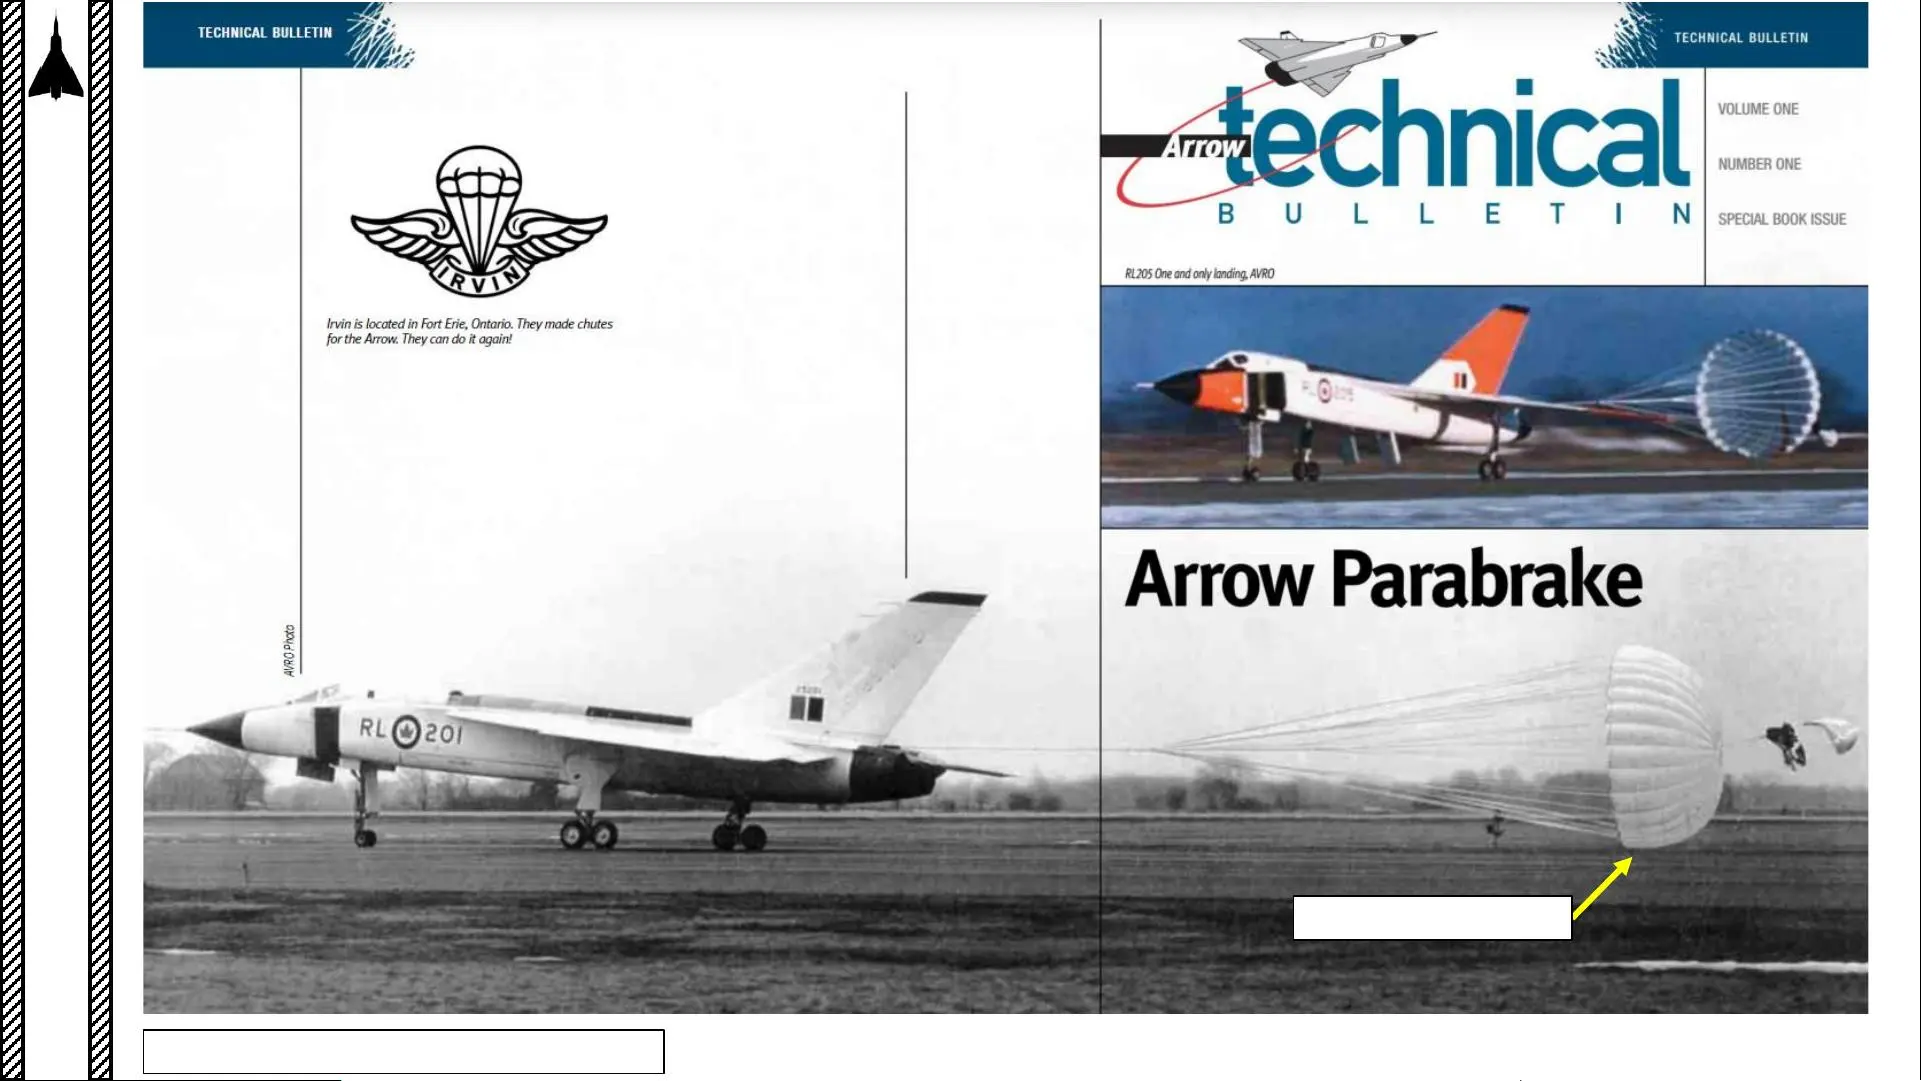 TECHNICAL BULLETIN
IRVIN
Irvin is located in Fort Erie, Ontario. They made chutes
for the Arrow. They can do it again!
AVRO Photo
25201
RL 201
TECHNICAL BULLETIN
Arrow technical
BULLETIN
VOLUME ONE
NUMBER ONE
SPECIAL BOOK ISSUE
RL205 One and only landing, AVRO
RL 205
Arrow Parabrake